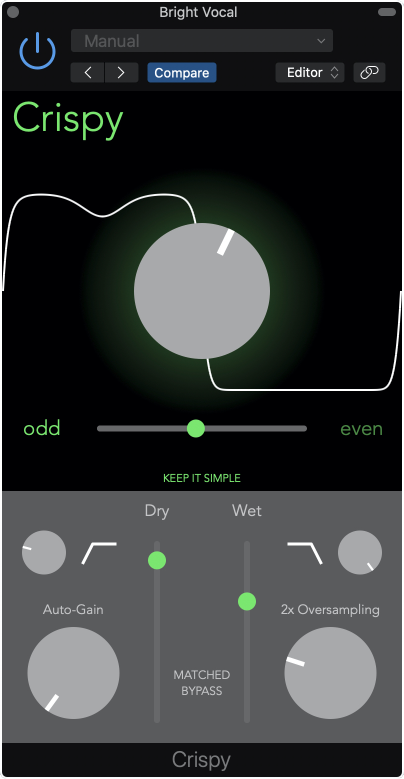 Bright Vocal
Manual
Compare
Editor
Crispy
odd
even
KEEP IT SIMPLE
Dry
Wet
Auto-Gain
2x Oversampling
MATCHED
BYPASS
Crispy